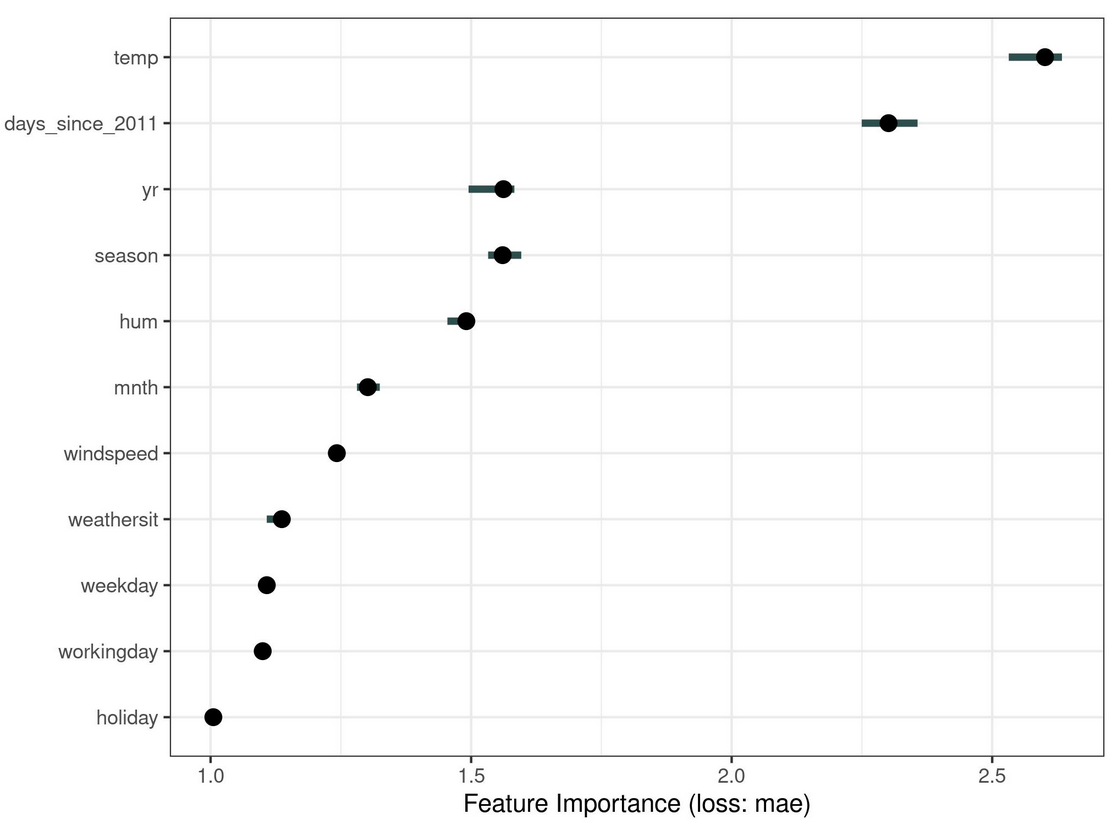 temp
days_since_2011
yr
season
hum
mnth
windspeed
weathersit
weekday
workingday
holiday
1.0 1.5 2.0 2.5
Feature Importance (loss: mae)